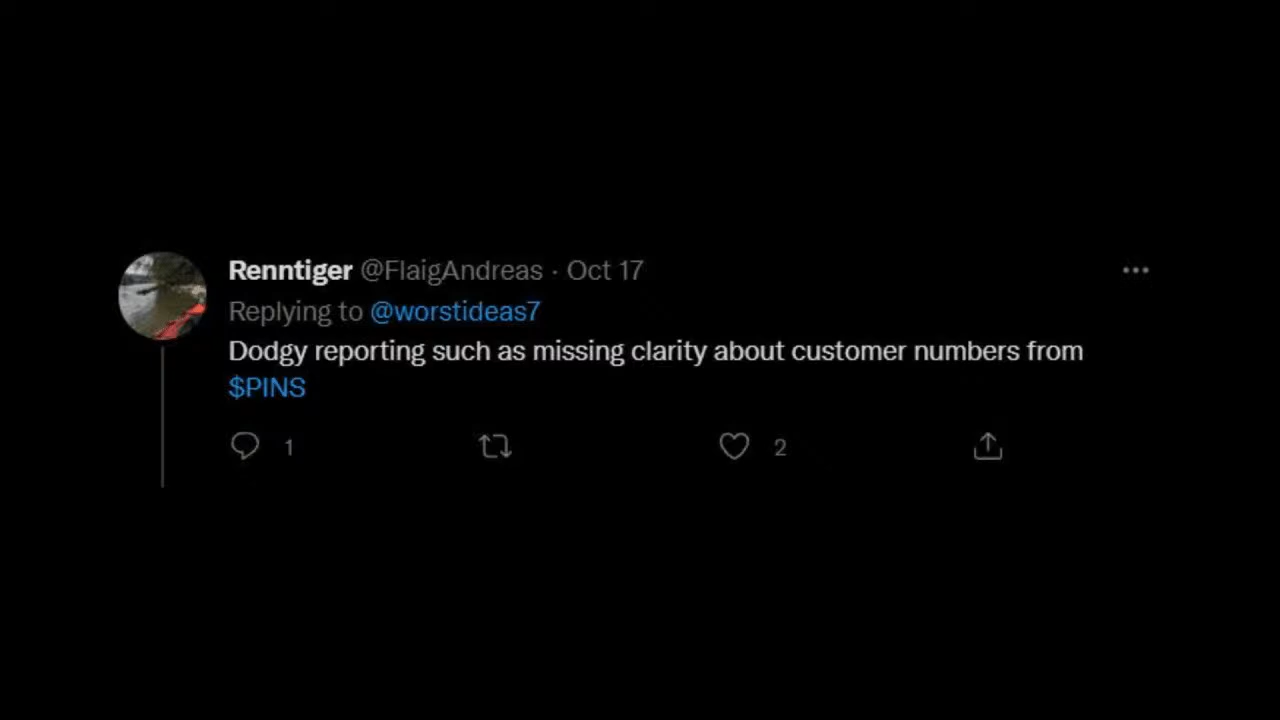 Renntiger @FlaigAndreas · Oct 17
Replying to @worstideas7
Dodgy reporting such as missing clarity about customer numbers from
$PINS
1 2